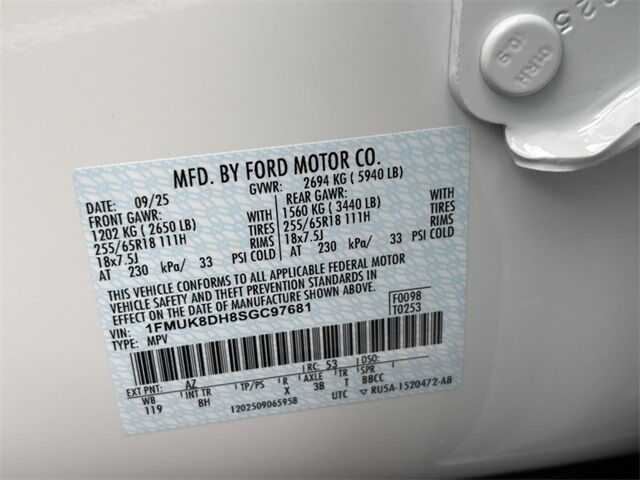 225
01RH
S'01
MFD. BY FORD MOTOR CO.
DATE: 09/25 GVWR: 2694 KG ( 5940 LB)
FRONT GAWR: WITH REAR GAWR: WITH
1202 KG ( 2650 LB) TIRES 1560 KG ( 3440 LB) TIRES
255/65R18 111H RIMS 255/65R18 111H RIMS
18x7.5J 18x7.5J
AT 230 kPa/ 33 PSI COLD AT 230 kPa/ 33 PSI COLD
THIS VEHICLE CONFORMS TO ALL APPLICABLE FEDERAL MOTOR
VEHICLE SAFETY AND THEFT PREVENTION STANDARDS IN
EFFECT ON THE DATE OF MANUFACTURE SHOWN ABOVE.
VIN: 1FMUK8DH8SGC97681 F0098
TYPE: MPV T0253
EXT PNT: AZ RC: 53 DSO:
WB INT TR TP/PS R AXLE TR SPR
119 BH X 3B T BBCC
1202509065958 UTC ▽ RU5A-1520472-AB